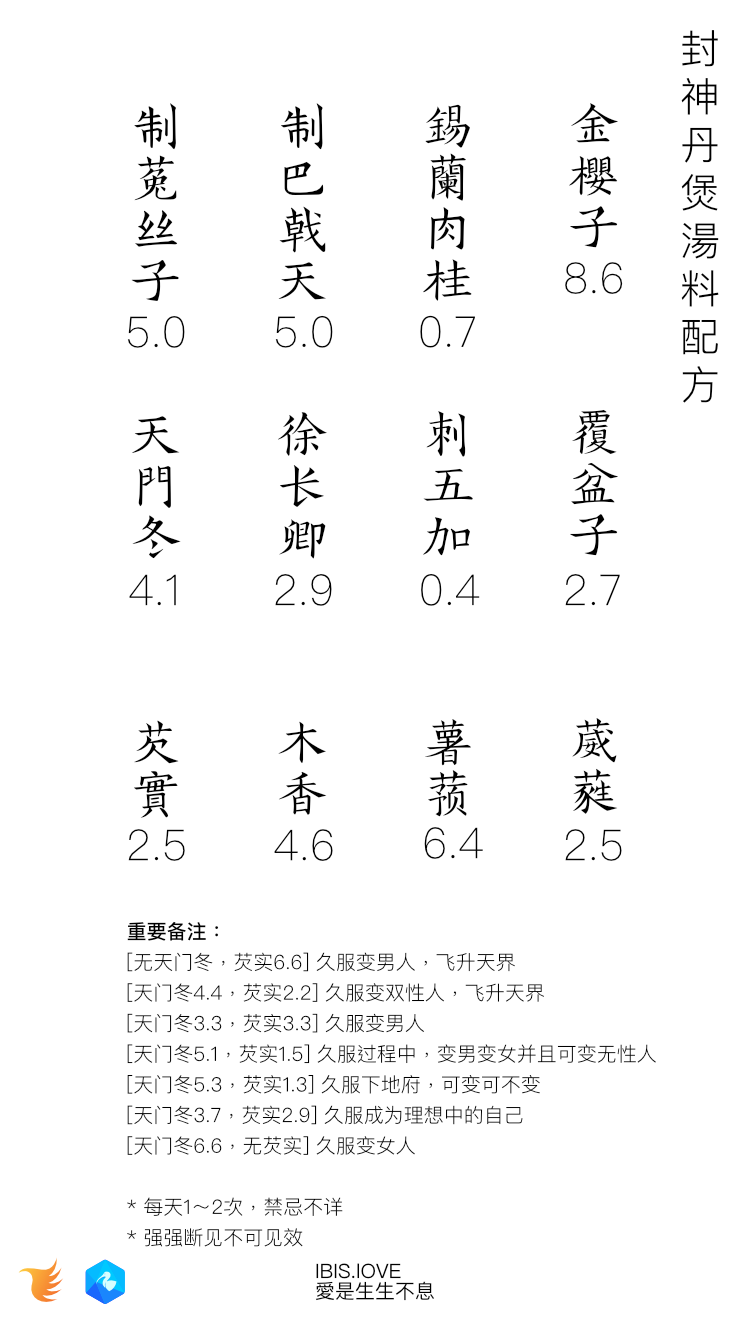 封神丹煲湯料配方
金櫻子
8.6
錫蘭肉桂
0.7
制巴戟天
5.0
制菟丝子
5.0
覆盆子
2.7
刺五加
0.4
徐长卿
2.9
天門冬
4.1
葳蕤
2.5
薯蓣
6.4
木香
4.6
芡實
2.5
重要备注：
[无天门冬，芡实6.6] 久服变男人，飞升天界
[天门冬4.4，芡实2.2] 久服变双性人，飞升天界
[天门冬3.3，芡实3.3] 久服变男人
[天门冬5.1，芡实1.5] 久服过程中，变男变女并且可变无性人
[天门冬5.3，芡实1.3] 久服下地府，可变可不变
[天门冬3.7，芡实2.9] 久服成为理想中的自己
[天门冬6.6，无芡实] 久服变女人
* 每天1～2次，禁忌不详
* 强强断见不可见效
IBIS.lOVE
愛是生生不息